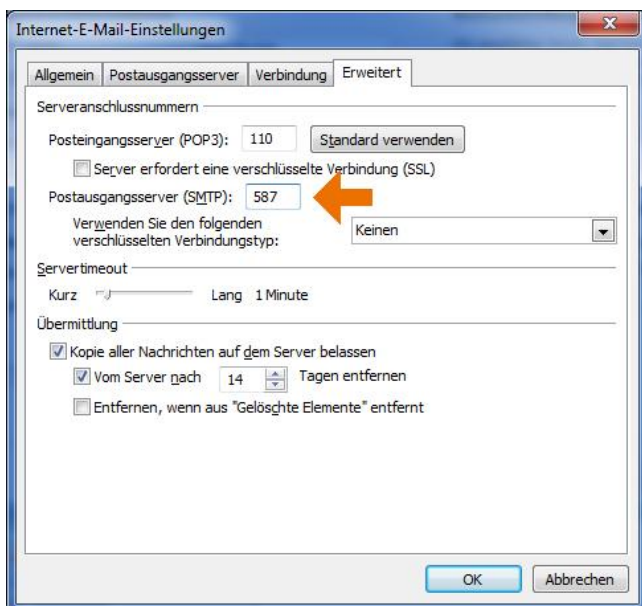 Internet-E-Mail-Einstellungen
Allgemein Postausgangsserver Verbindung Erweitert
Serveranschlussnummern
Posteingangsserver (POP3): 110 Standard verwenden
Server erfordert eine verschlüsselte Verbindung (SSL)
Postausgangsserver (SMTP): 587
Verwenden Sie den folgenden
verschlüsselten Verbindungstyp: Keinen
Servertimeout
Kurz Lang 1 Minute
Übermittlung
Kopie aller Nachrichten auf dem Server belassen
Vom Server nach 14 Tagen entfernen
Entfernen, wenn aus "Gelöschte Elemente" entfernt
OK Abbrechen